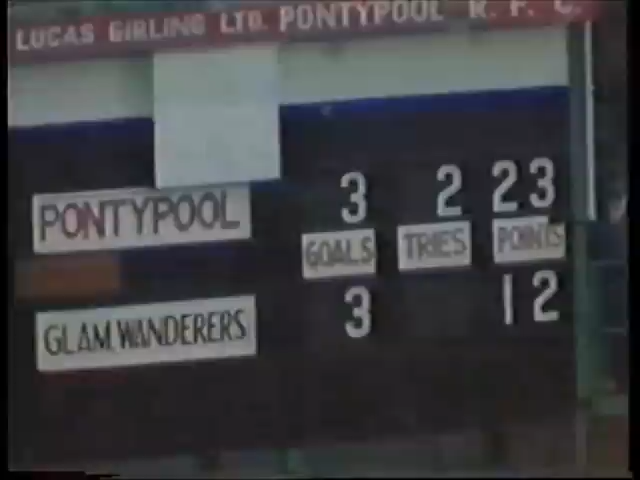 LUCAS GIRLING LTD. PONTYPOOL R. F. C.
PONTYPOOL 3 2 23
GOALS TRIES POINTS
GLAM. WANDERERS 3 12